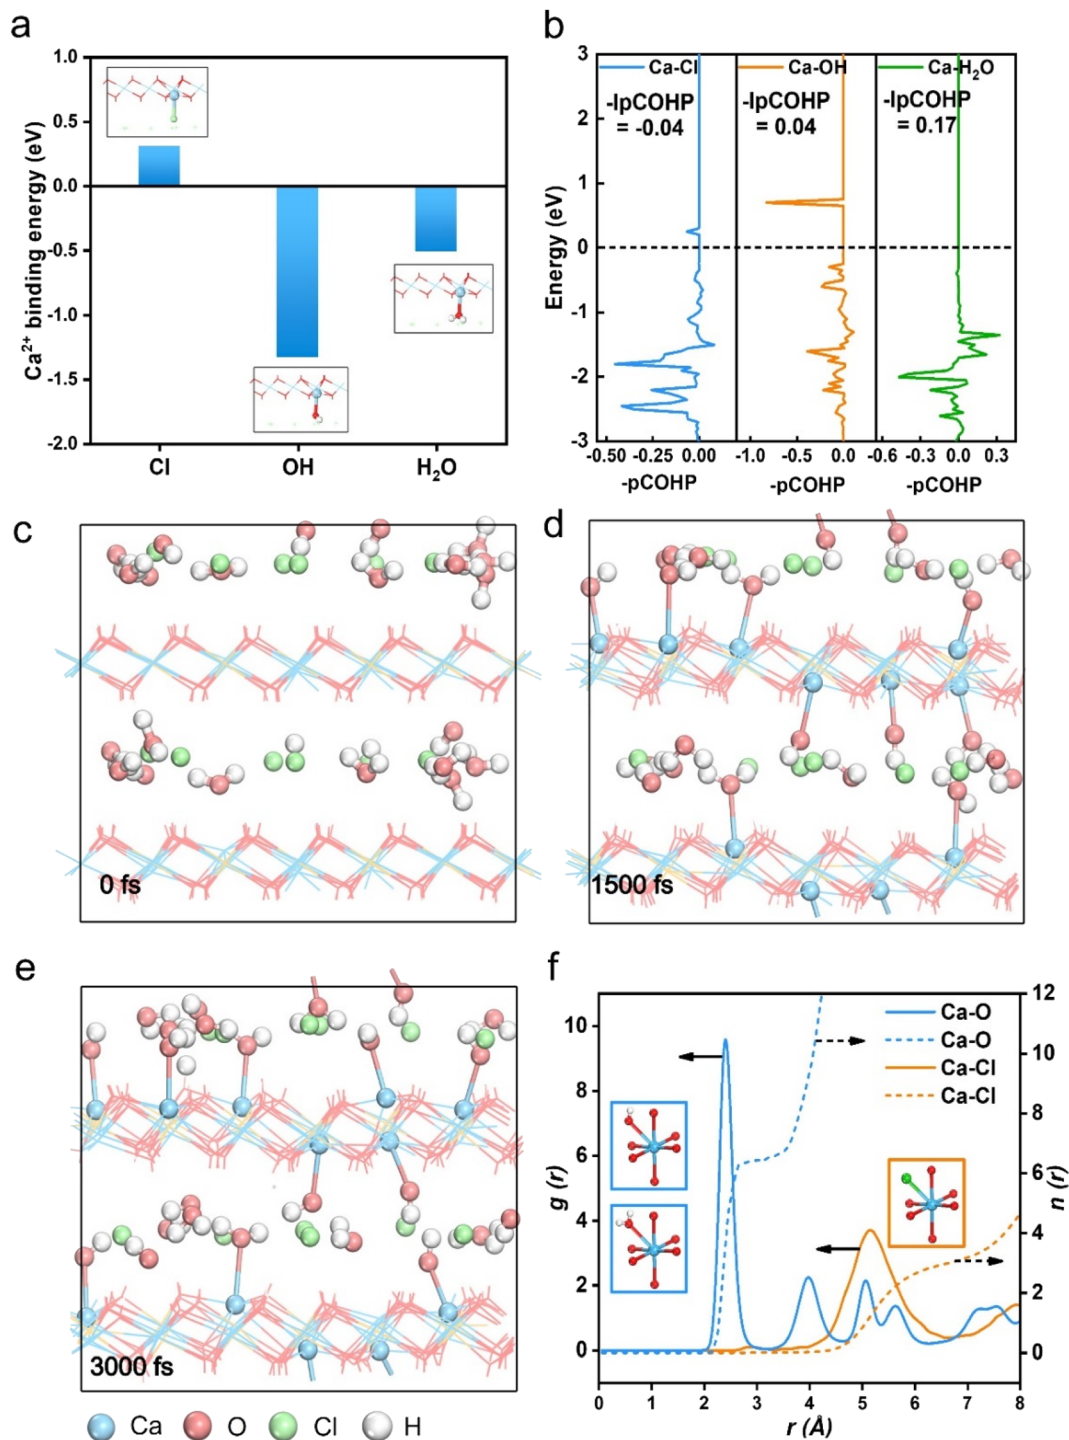 a
Ca²⁺ binding energy (eV)
1.0
0.5
0.0
-0.5
-1.0
-1.5
-2.0
Cl
OH
H₂O
b
Energy (eV)
3
2
1
0
-1
-2
-3
Ca-Cl
-IpCOHP
= -0.04
Ca-OH
-IpCOHP
= 0.04
Ca-H₂O
-IpCOHP
= 0.17
-0.50 -0.25 0.00
-1.0 -0.5 0.0
-0.6 -0.3 0.0 0.3
-pCOHP
-pCOHP
-pCOHP
c
0 fs
d
1500 fs
e
3000 fs
Ca O Cl H
f
g (r)
10
8
6
4
2
0
Ca-O
Ca-O
Ca-Cl
Ca-Cl
n (r)
12
10
8
6
4
2
0
0 1 2 3 4 5 6 7 8
r (Å)